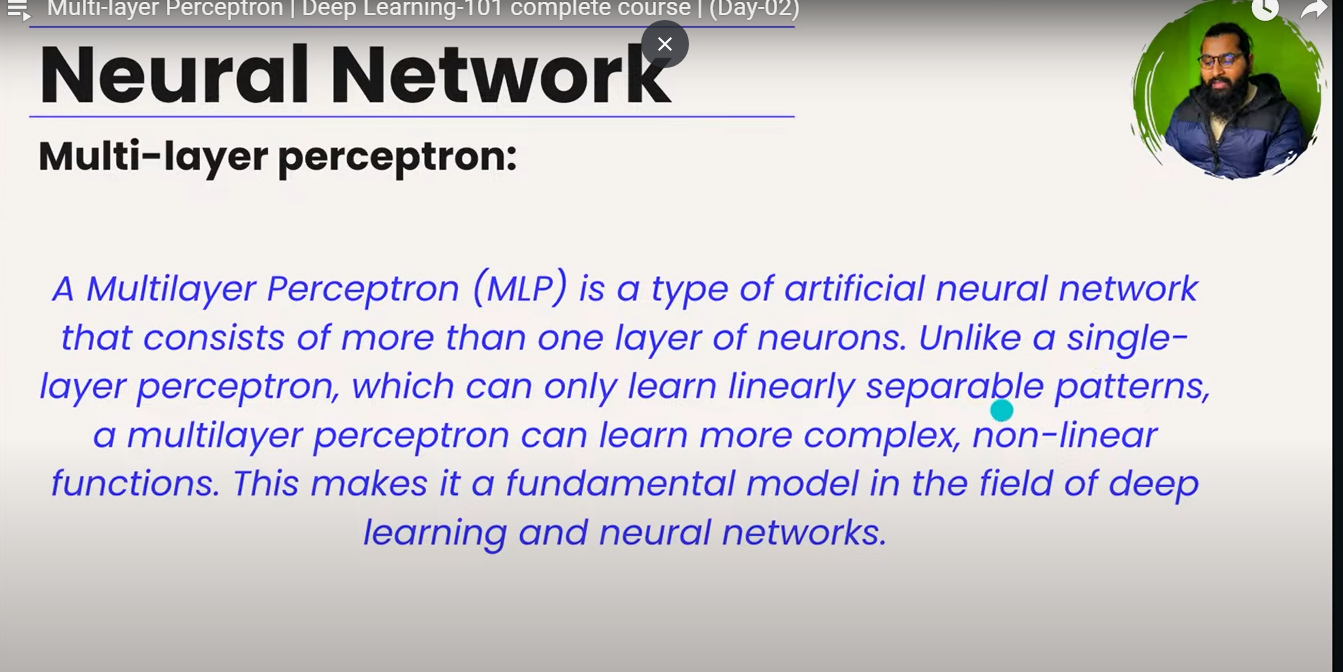 Multi-layer Perceptron | Deep Learning-101 complete course | (Day-02)
Neural Network
Multi-layer perceptron:
A Multilayer Perceptron (MLP) is a type of artificial neural network
that consists of more than one layer of neurons. Unlike a single-
layer perceptron, which can only learn linearly separable patterns,
a multilayer perceptron can learn more complex, non-linear
functions. This makes it a fundamental model in the field of deep
learning and neural networks.